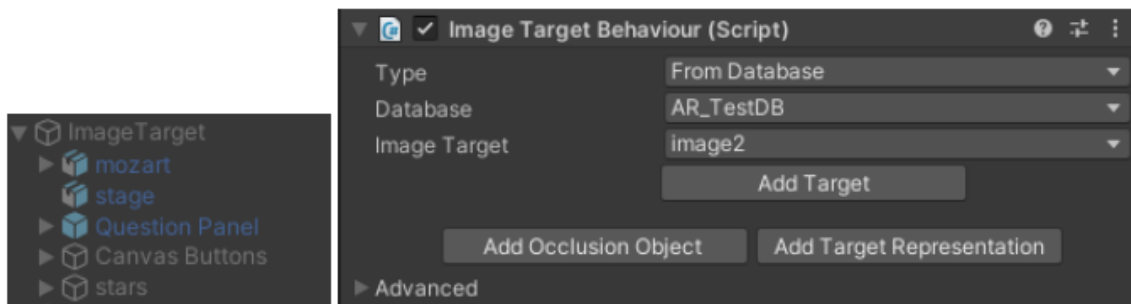 ImageTarget
mozart
stage
Question Panel
Canvas Buttons
stars
Image Target Behaviour (Script)
Type From Database
Database AR_TestDB
Image Target image2
Add Target
Add Occlusion Object Add Target Representation
Advanced